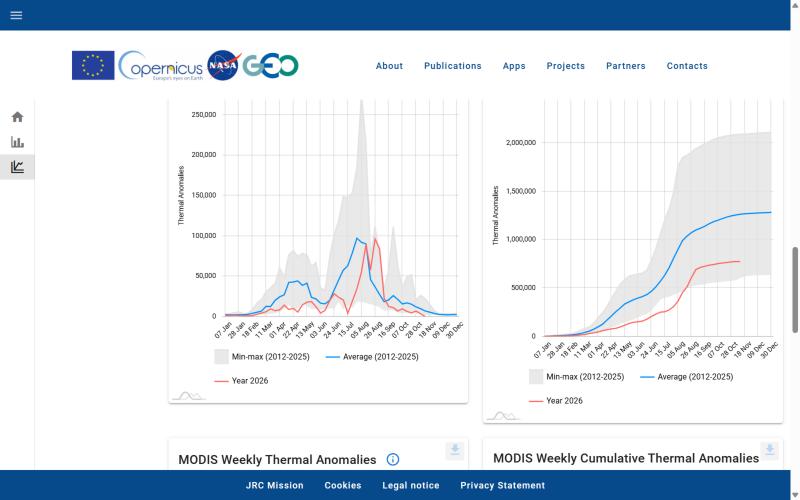 opernicus
Europe's eyes on Earth
NASA
GEO
About
Publications
Apps
Projects
Partners
Contacts
250,000
200,000
150,000
100,000
50,000
0
Thermal Anomalies
07 Jan
28 Jan
18 Feb
11 Mar
01 Apr
22 Apr
13 May
03 Jun
24 Jun
15 Jul
05 Aug
26 Aug
16 Sep
07 Oct
28 Oct
18 Nov
09 Dec
30 Dec
Min-max (2012-2025)
Average (2012-2025)
Year 2026
2,000,000
1,500,000
1,000,000
500,000
0
Thermal Anomalies
07 Jan
28 Jan
18 Feb
11 Mar
01 Apr
22 Apr
13 May
03 Jun
24 Jun
15 Jul
05 Aug
26 Aug
16 Sep
07 Oct
28 Oct
18 Nov
09 Dec
30 Dec
Min-max (2012-2025)
Average (2012-2025)
Year 2026
MODIS Weekly Thermal Anomalies
MODIS Weekly Cumulative Thermal Anomalies
JRC Mission
Cookies
Legal notice
Privacy Statement